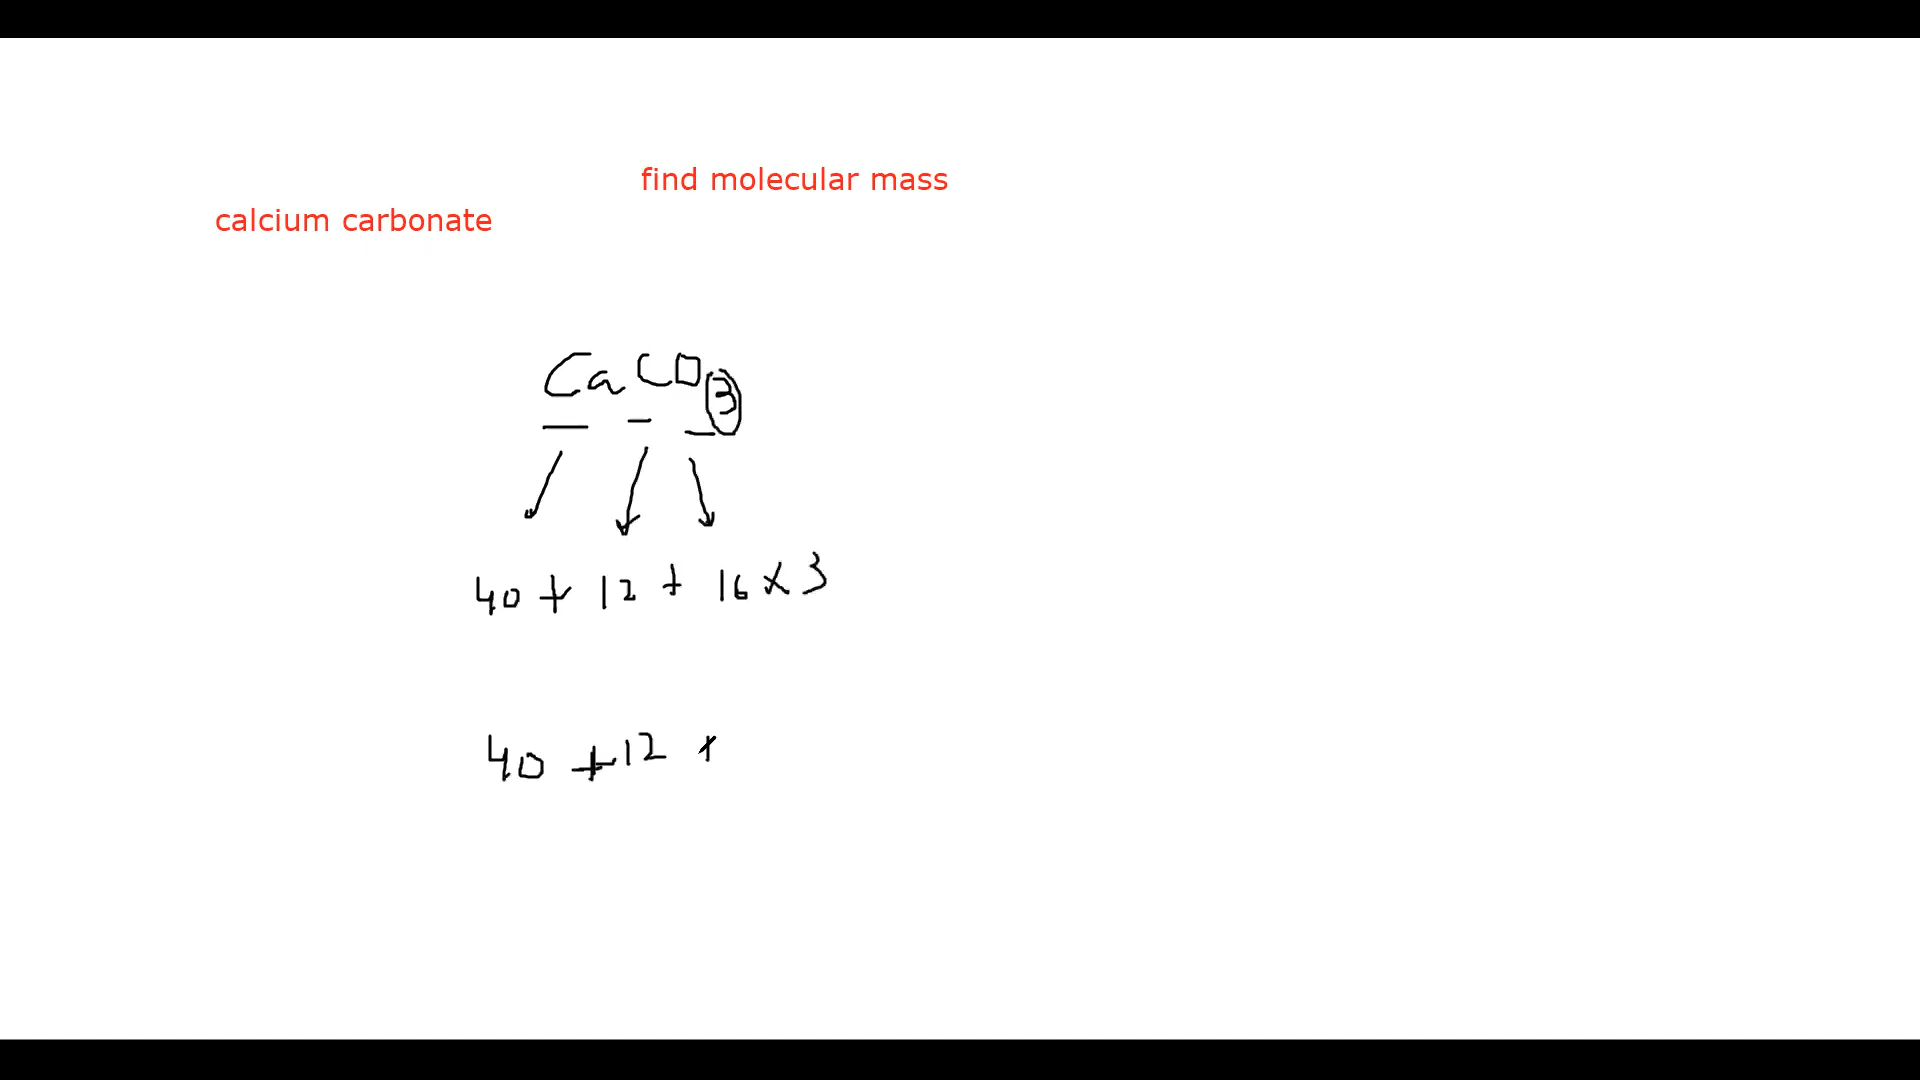 find molecular mass
calcium carbonate
CaCO3
40 + 12 + 16 x 3
40 + 12 +